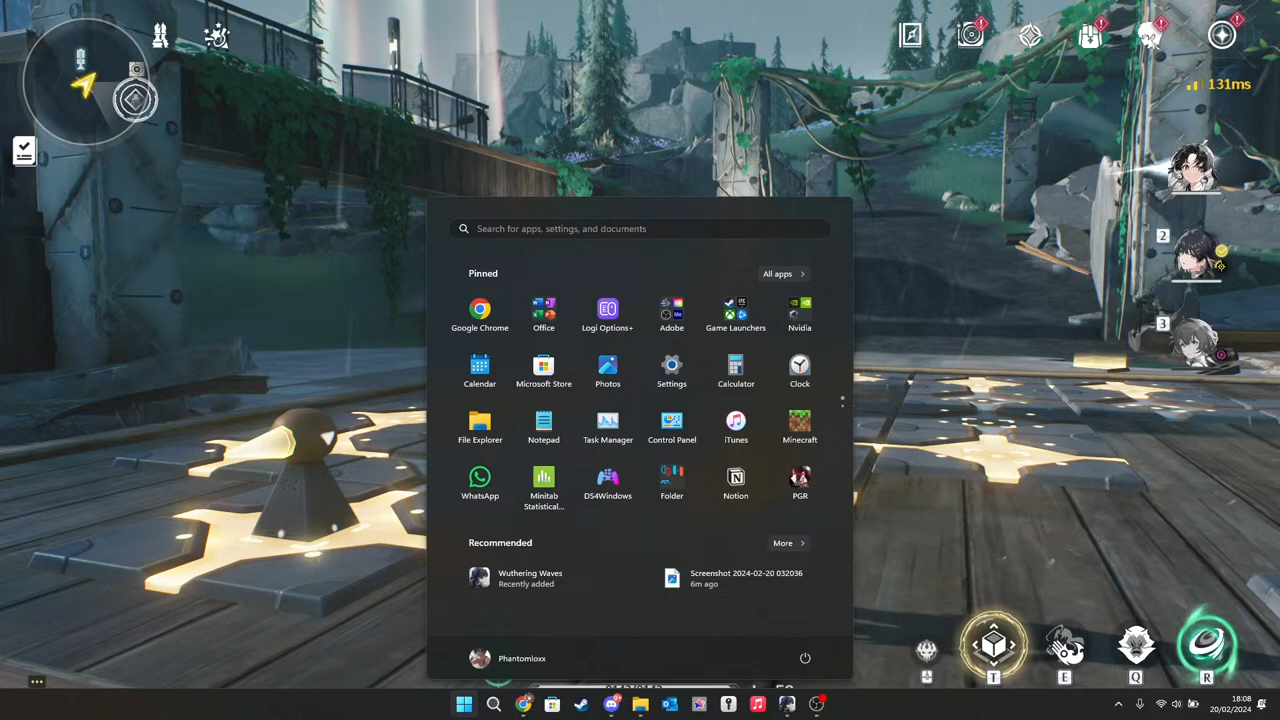 131ms
2
3
Search for apps, settings, and documents
Pinned
All apps
Google Chrome
Office
Logi Options+
Adobe
Game Launchers
Nvidia
Calendar
Microsoft Store
Photos
Settings
Calculator
Clock
File Explorer
Notepad
Task Manager
Control Panel
iTunes
Minecraft
WhatsApp
Minitab
Statistical...
DS4Windows
Folder
Notion
PGR
Recommended
More
Wuthering Waves
Recently added
Screenshot 2024-02-20 032036
6m ago
Phantomloxx
T
E
Q
R
18:08
20/02/2024